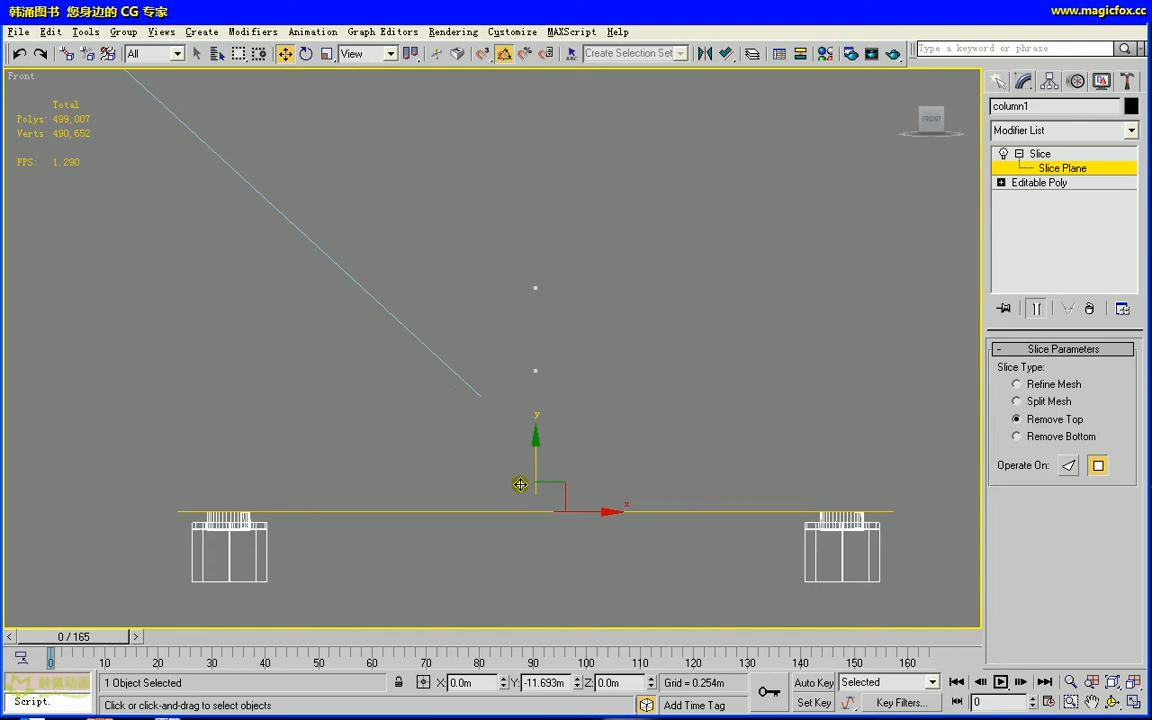 韩涌图书 您身边的 CG 专家
www.magicfox.cc
File Edit Tools Group Views Create Modifiers Animation Graph Editors Rendering Customize MAXScript Help
All
View
Create Selection Set
Type a keyword or phrase
Front
Total
Polys: 499,007
Verts: 490,652
FPS: 1.290
FRONT
y
x
column1
Modifier List
Slice
Slice Plane
Editable Poly
Slice Parameters
Slice Type:
Refine Mesh
Split Mesh
Remove Top
Remove Bottom
Operate On:
0 / 165
0 10 20 30 40 50 60 70 80 90 100 110 120 130 140 150 160
1 Object Selected
X: 0.0m Y: -11.693m Z: 0.0m
Grid = 0.254m
Auto Key
Selected
Script.
Click or click-and-drag to select objects
Add Time Tag
Set Key
Key Filters...
0